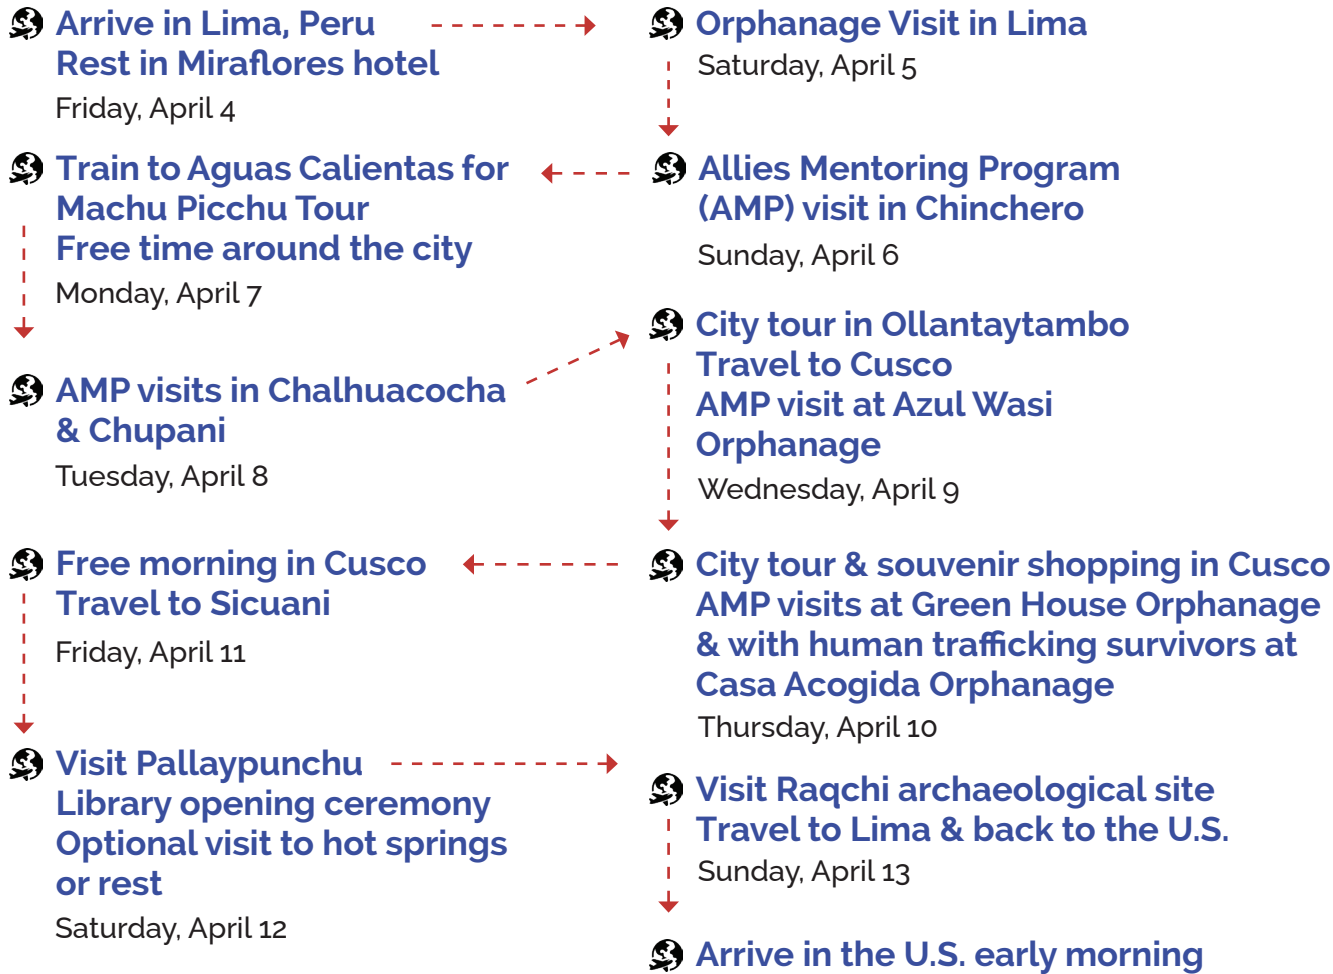 Arrive in Lima, Peru
Rest in Miraflores hotel
Friday, April 4
Orphanage Visit in Lima
Saturday, April 5
Allies Mentoring Program
(AMP) visit in Chinchero
Sunday, April 6
Train to Aguas Calientas for
Machu Picchu Tour
Free time around the city
Monday, April 7
AMP visits in Chalhuacocha
& Chupani
Tuesday, April 8
City tour in Ollantaytambo
Travel to Cusco
AMP visit at Azul Wasi
Orphanage
Wednesday, April 9
City tour & souvenir shopping in Cusco
AMP visits at Green House Orphanage
& with human trafficking survivors at
Casa Acogida Orphanage
Thursday, April 10
Free morning in Cusco
Travel to Sicuani
Friday, April 11
Visit Pallaypunchu
Library opening ceremony
Optional visit to hot springs
or rest
Saturday, April 12
Visit Raqchi archaeological site
Travel to Lima & back to the U.S.
Sunday, April 13
Arrive in the U.S. early morning